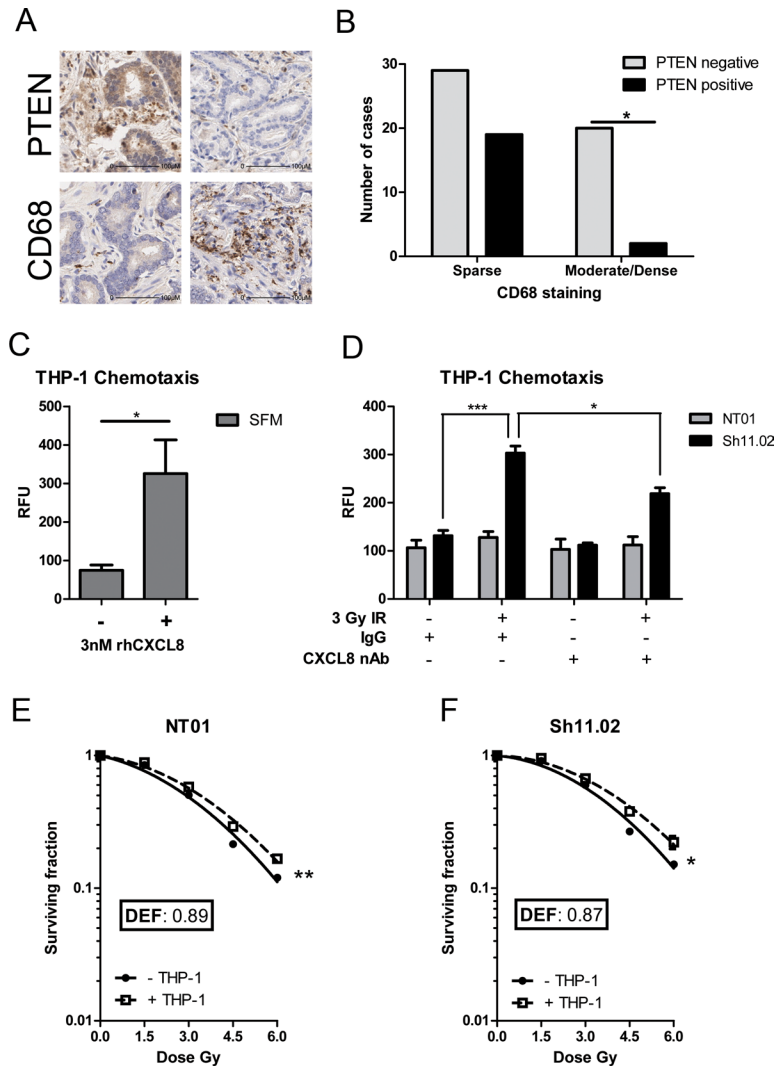 A
PTEN
CD68
0 100µM
0 100µM
0 100µM
0 100µM
B
PTEN negative
PTEN positive
Number of cases
30
20
10
0
*
Sparse Moderate/Dense
CD68 staining
C
THP-1 Chemotaxis
SFM
RFU
500
400
300
200
100
0
*
- +
3nM rhCXCL8
D
THP-1 Chemotaxis
NT01
Sh11.02
RFU
400
300
200
100
0
*** *
3 Gy IR - + - +
IgG + + - -
CXCL8 nAb - - + +
E
NT01
Surviving fraction
1
0.1
0.01
**
DEF: 0.89
- THP-1
+ THP-1
0.0 1.5 3.0 4.5 6.0
Dose Gy
F
Sh11.02
Surviving fraction
1
0.1
0.01
*
DEF: 0.87
- THP-1
+ THP-1
0.0 1.5 3.0 4.5 6.0
Dose Gy